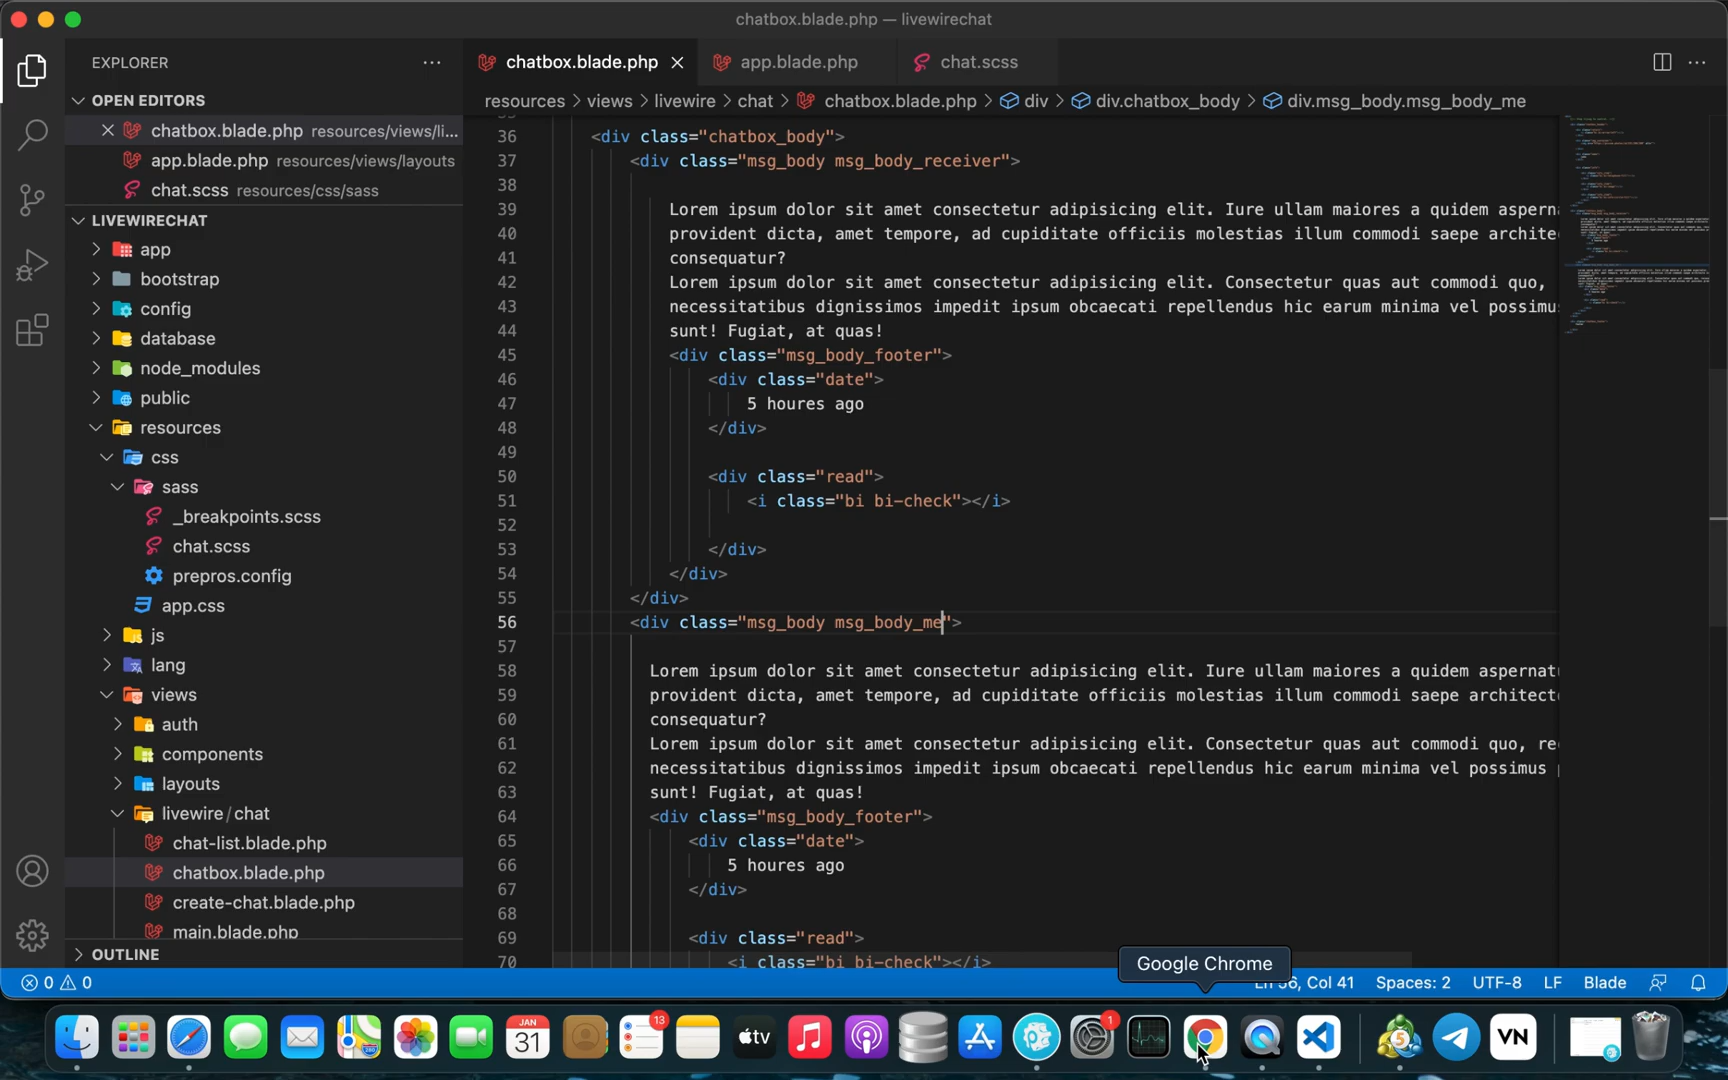 chatbox.blade.php — livewirechat
EXPLORER
chatbox.blade.php
app.blade.php
chat.scss
OPEN EDITORS
resources > views > livewire > chat > chatbox.blade.php > div > div.chatbox_body > div.msg_body.msg_body_me
chatbox.blade.php resources/views/li...
app.blade.php resources/views/layouts
chat.scss resources/css/sass
LIVEWIRECHAT
app
bootstrap
config
database
node_modules
public
resources
css
sass
_breakpoints.scss
chat.scss
prepros.config
app.css
js
lang
views
auth
components
layouts
livewire / chat
chat-list.blade.php
chatbox.blade.php
create-chat.blade.php
main.blade.php
OUTLINE
36 <div class="chatbox_body">
37 <div class="msg_body msg_body_receiver">
38
39 Lorem ipsum dolor sit amet consectetur adipisicing elit. Iure ullam maiores a quidem asperna
40 provident dicta, amet tempore, ad cupiditate officiis molestias illum commodi saepe archite
41 consequatur?
42 Lorem ipsum dolor sit amet consectetur adipisicing elit. Consectetur quas aut commodi quo,
43 necessitatibus dignissimos impedit ipsum obcaecati repellendus hic earum minima vel possimu
44 sunt! Fugiat, at quas!
45 <div class="msg_body_footer">
46 <div class="date">
47 5 houres ago
48 </div>
49
50 <div class="read">
51 <i class="bi bi-check"></i>
52
53 </div>
54 </div>
55 </div>
56 <div class="msg_body msg_body_me">
57
58 Lorem ipsum dolor sit amet consectetur adipisicing elit. Iure ullam maiores a quidem aspernat
59 provident dicta, amet tempore, ad cupiditate officiis molestias illum commodi saepe architect
60 consequatur?
61 Lorem ipsum dolor sit amet consectetur adipisicing elit. Consectetur quas aut commodi quo, re
62 necessitatibus dignissimos impedit ipsum obcaecati repellendus hic earum minima vel possimus
63 sunt! Fugiat, at quas!
64 <div class="msg_body_footer">
65 <div class="date">
66 5 houres ago
67 </div>
68
69 <div class="read">
70 <i class="bi bi-check"></i>
Google Chrome
0 0
56, Col 41
Spaces: 2
UTF-8
LF
Blade
JAN
31
13
tv
1
5
VN